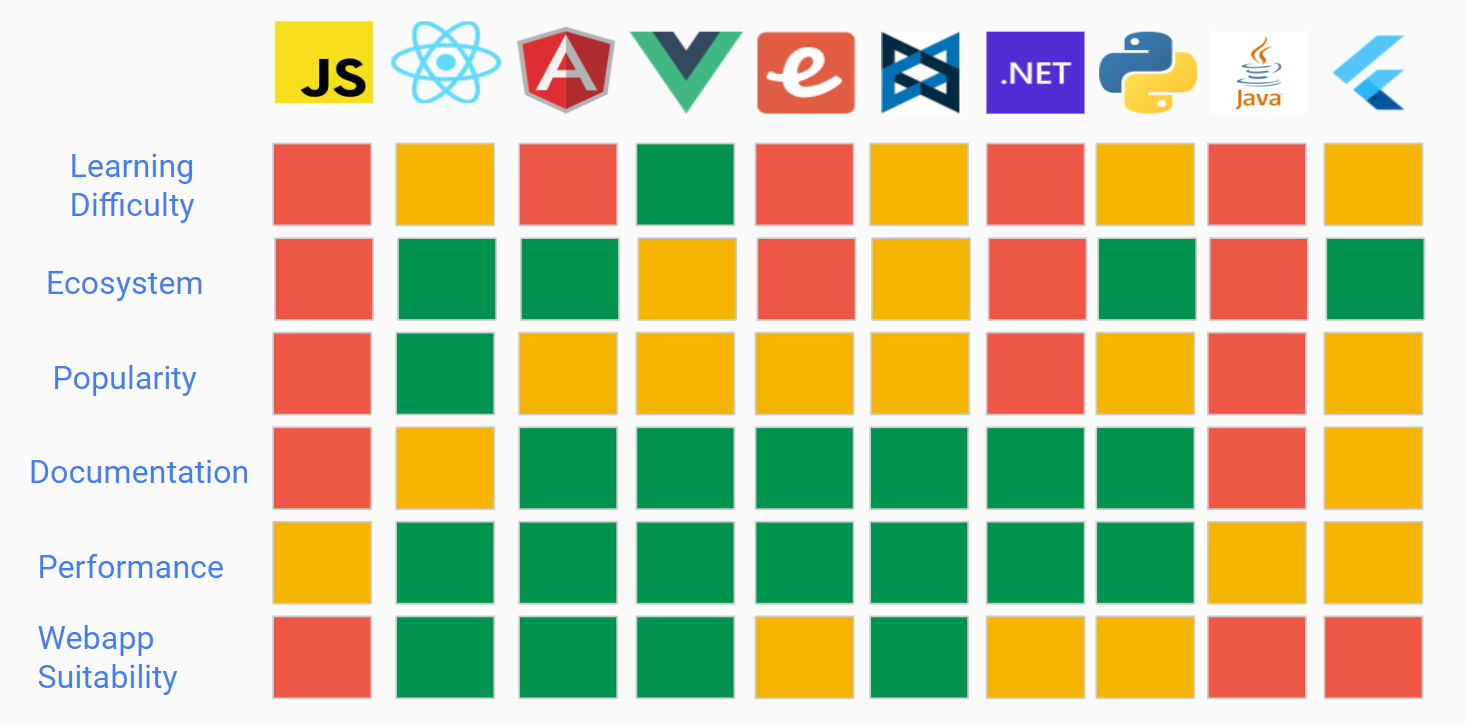 JS
.NET
Java
Learning
Difficulty
Ecosystem
Popularity
Documentation
Performance
Webapp
Suitability